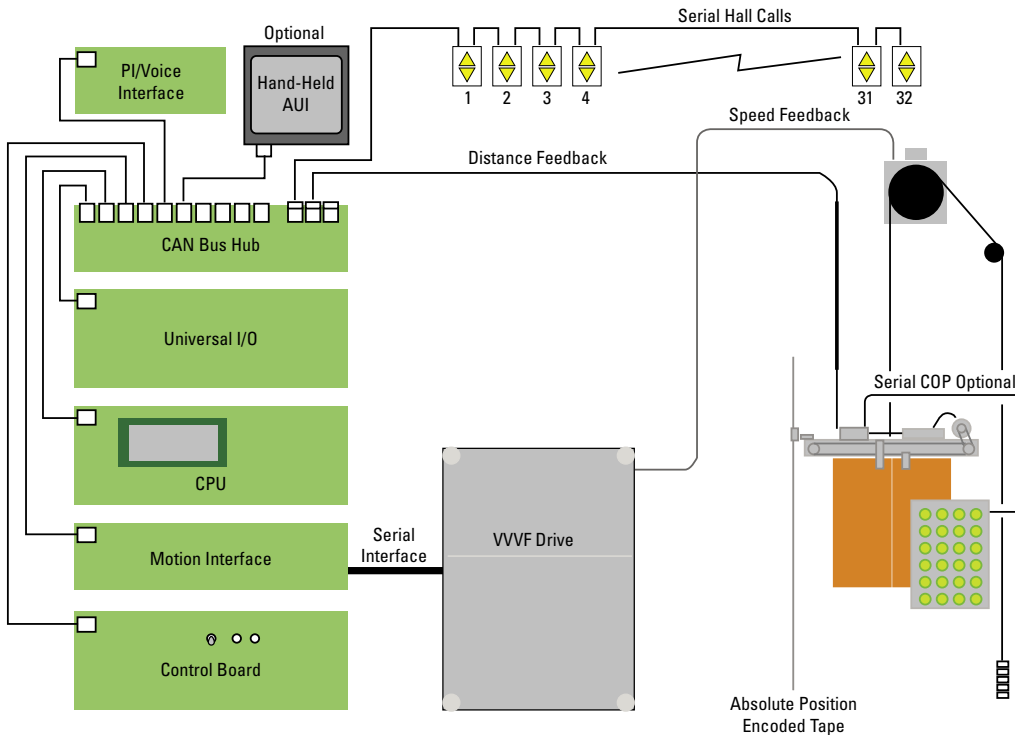 Serial Hall Calls
Optional
PI/Voice
Interface
Hand-Held
AUI
1 2 3 4 31 32
Speed Feedback
Distance Feedback
CAN Bus Hub
Universal I/O
Serial COP Optional
CPU
Serial
Interface
VVVF Drive
Motion Interface
Control Board
Absolute Position
Encoded Tape